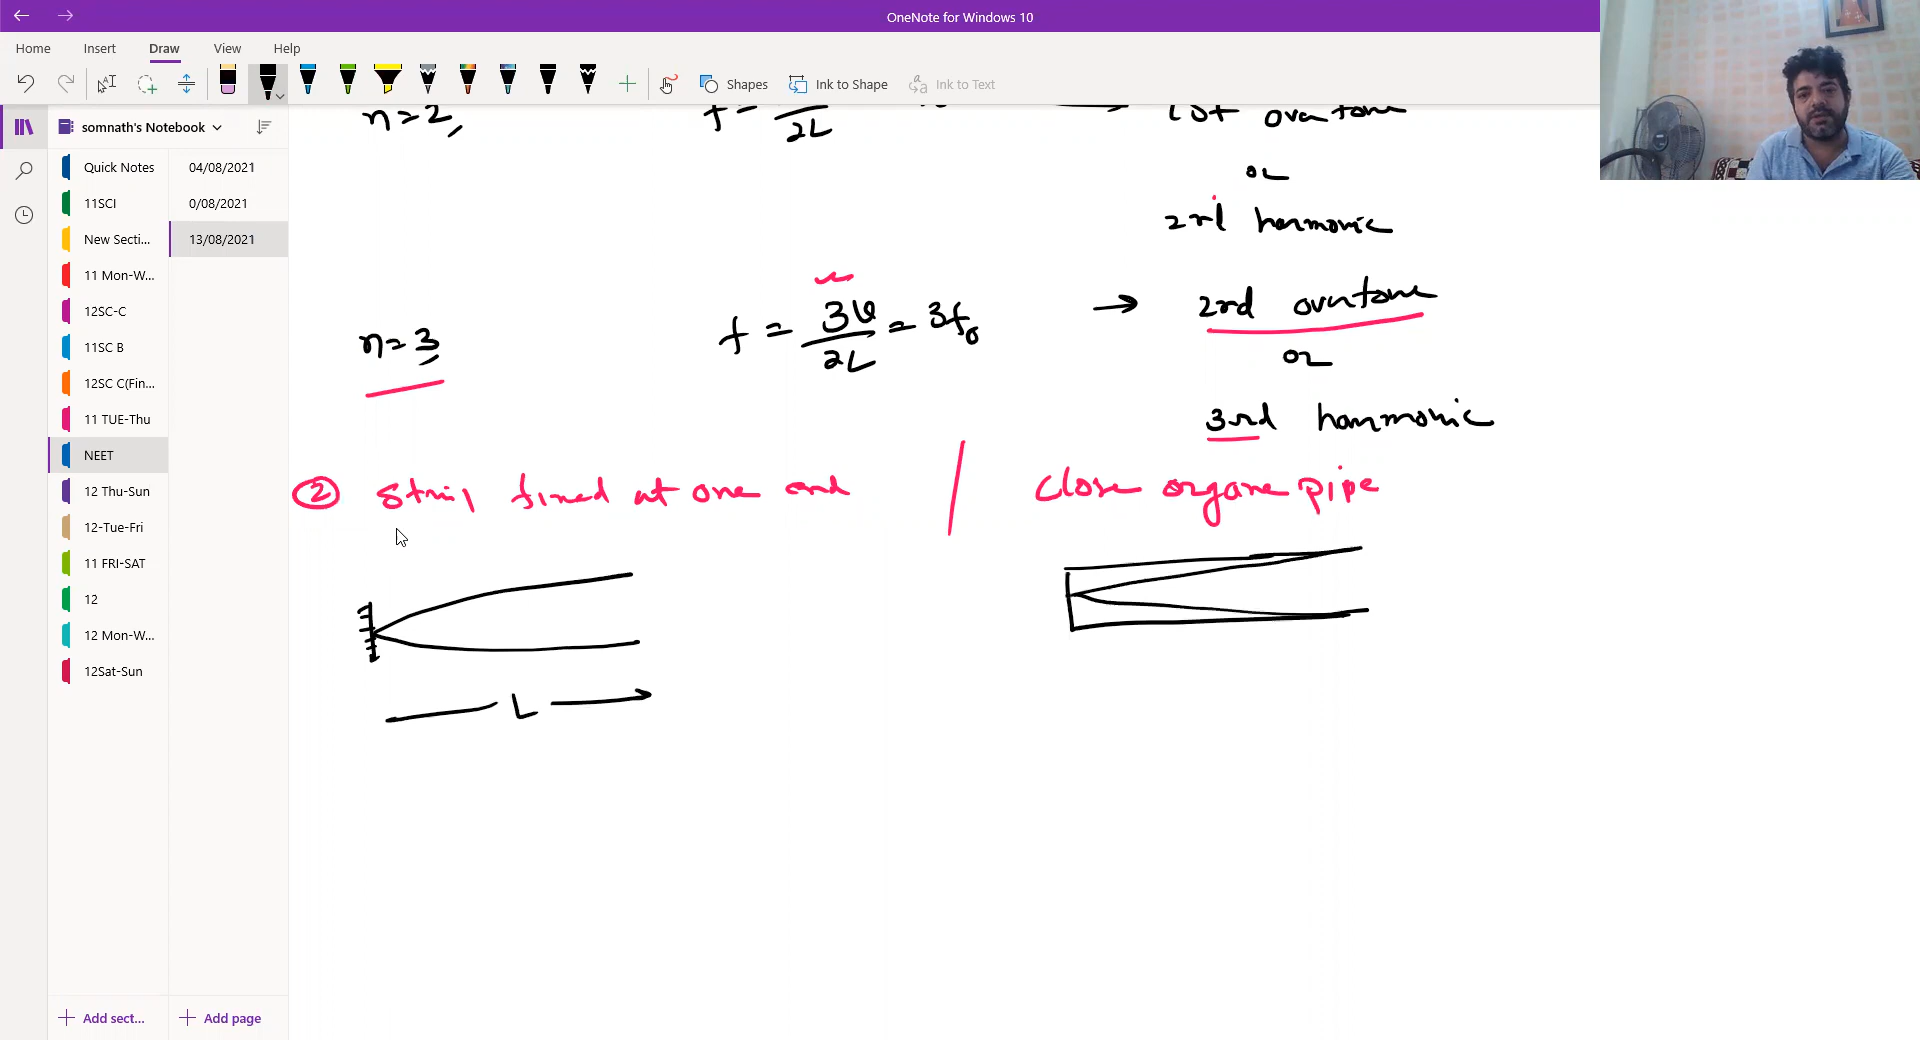 OneNote for Windows 10
Home Insert Draw View Help
Shapes Ink to Shape Ink to Text
somnath's Notebook
Quick Notes
11SCI
New Secti...
11 Mon-W...
12SC-C
11SC B
12SC C(Fin...
11 TUE-Thu
NEET
12 Thu-Sun
12-Tue-Fri
11 FRI-SAT
12
12 Mon-W...
12Sat-Sun
Add sect...
04/08/2021
0/08/2021
13/08/2021
Add page
n=2,
2L
1st overtone
or
2nd harmonic
n=3
f = 3v/2L = 3f₀
→ 2rd overtone
or
3rd harmonic
② string fixed at one end / Close organe pipe
L